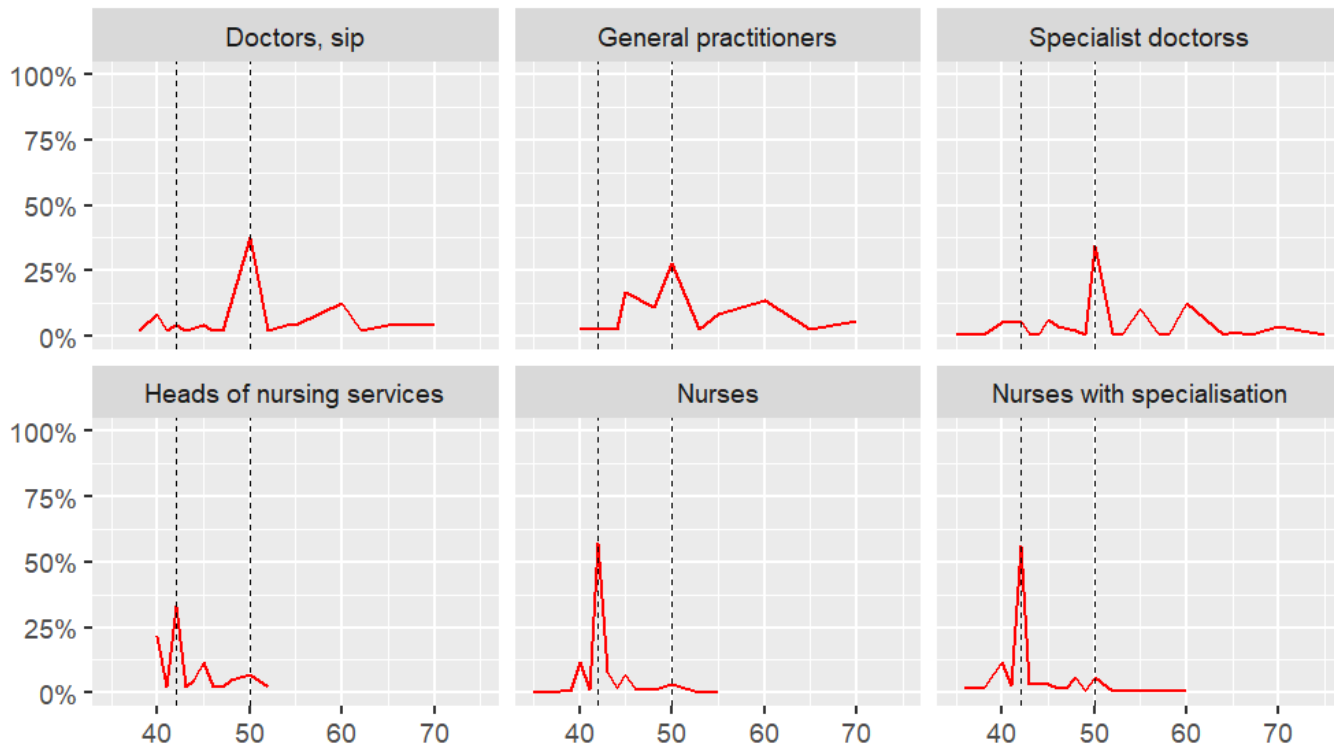 Doctors, sip
General practitioners
Specialist doctorss
100%
75%
50%
25%
0%
Heads of nursing services
Nurses
Nurses with specialisation
100%
75%
50%
25%
0%
40 50 60 70
40 50 60 70
40 50 60 70